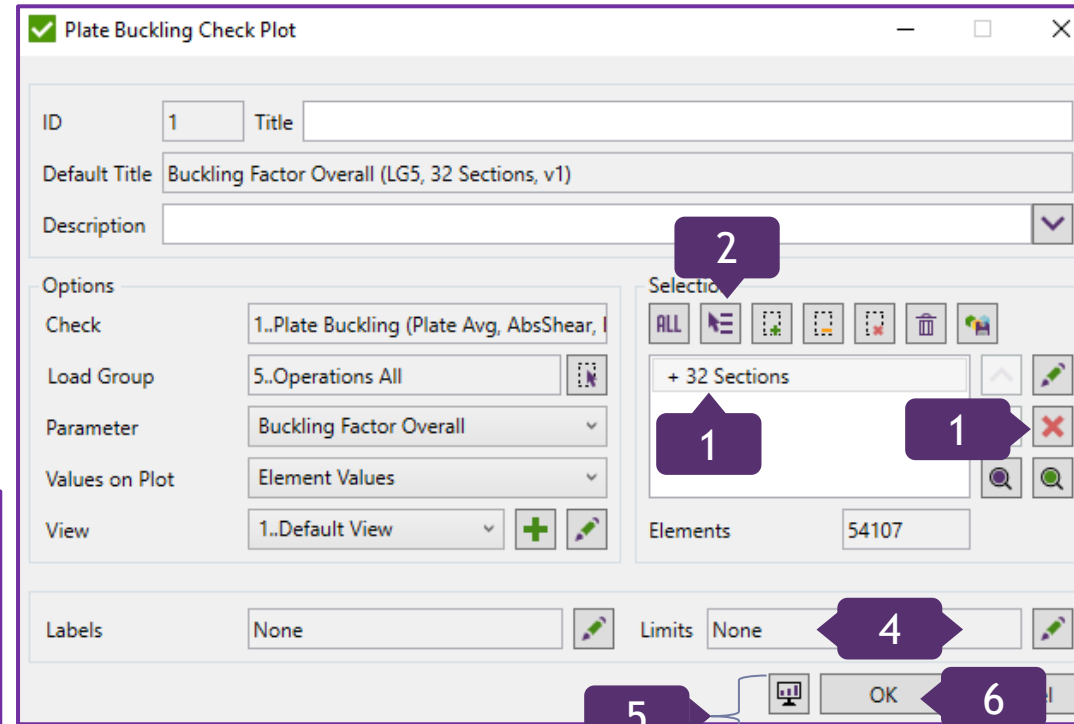 Plate Buckling Check Plot
ID 1 Title
Default Title Buckling Factor Overall (LG5, 32 Sections, v1)
Description
2
Options
Check 1..Plate Buckling (Plate Avg, AbsShear,
Load Group 5..Operations All
Parameter Buckling Factor Overall
Values on Plot Element Values
View 1..Default View
ALL
+ 32 Sections
1
1
Elements 54107
Labels None
Limits None
4
5
OK
6